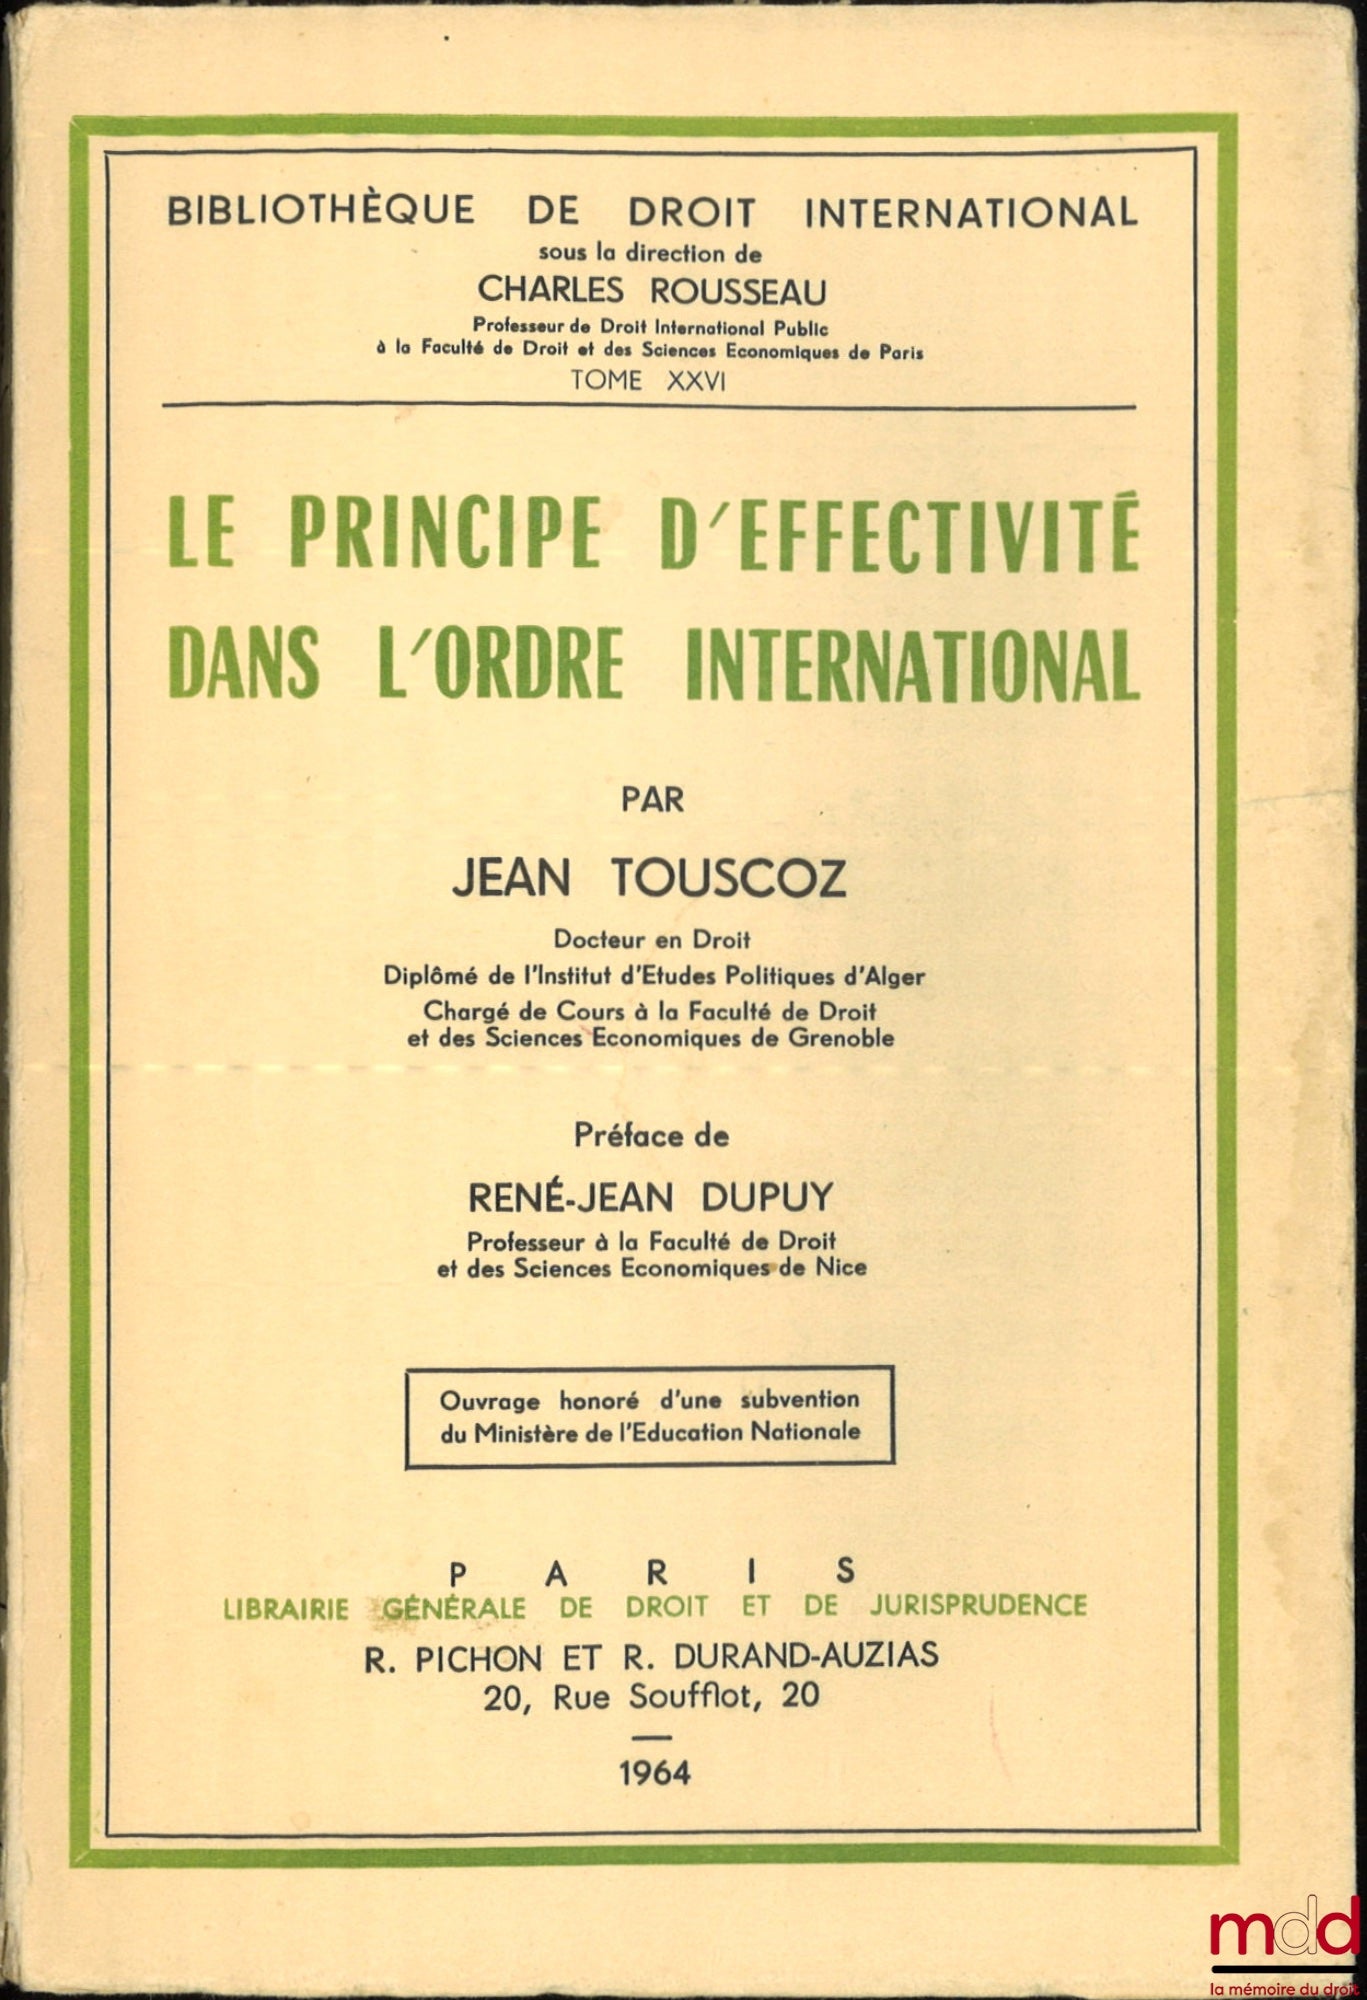 BIBLIOTHÈQUE DE DROIT INTERNATIONAL
sous la direction de
CHARLES ROUSSEAU
Professeur de Droit International Public
à la Faculté de Droit et des Sciences Economiques de Paris
TOME XXVI
LE PRINCIPE D'EFFECTIVITÉ
DANS L'ORDRE INTERNATIONAL
PAR
JEAN TOUSCOZ
Docteur en Droit
Diplômé de l'Institut d'Etudes Politiques d'Alger
Chargé de Cours à la Faculté de Droit
et des Sciences Economiques de Grenoble
Préface de
RENÉ-JEAN DUPUY
Professeur à la Faculté de Droit
et des Sciences Economiques de Nice
Ouvrage honoré d'une subvention
du Ministère de l'Education Nationale
PARIS
LIBRAIRIE GÉNÉRALE DE DROIT ET DE JURISPRUDENCE
R. PICHON ET R. DURAND-AUZIAS
20, Rue Soufflot, 20
1964
mdd
la mémoire du droit